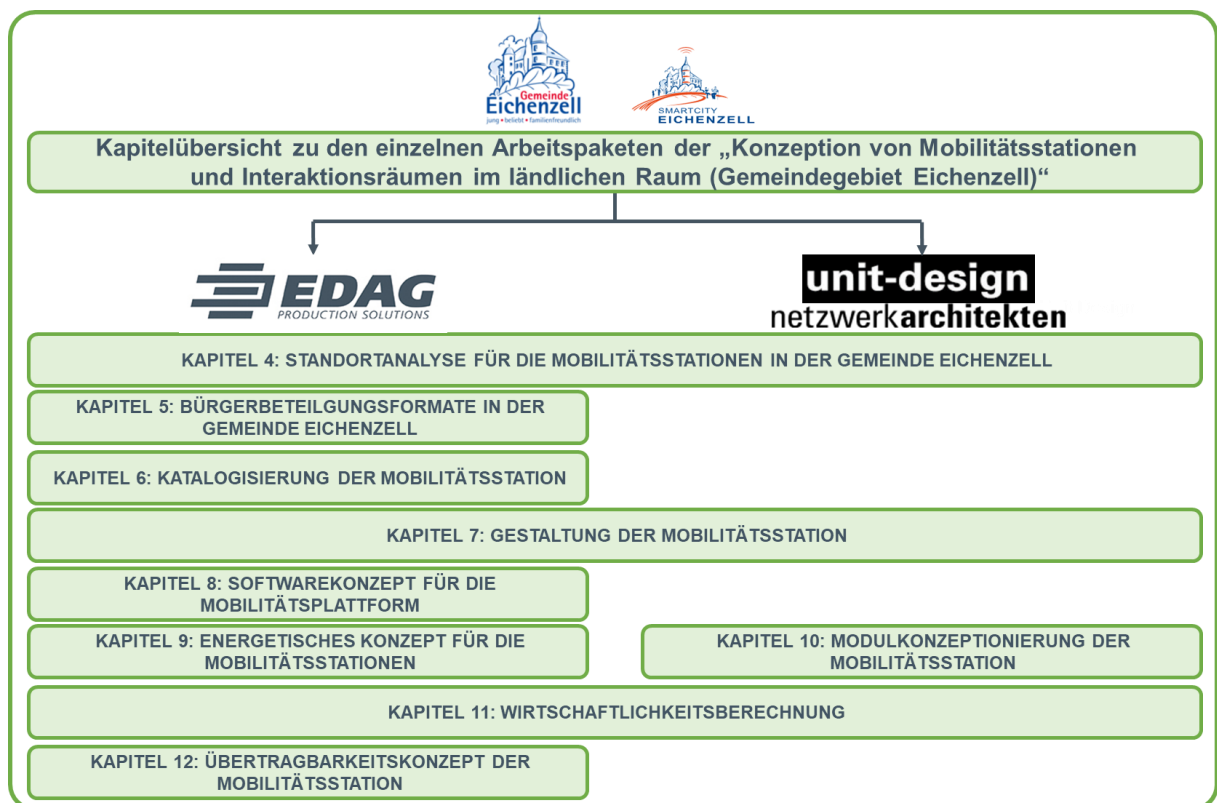 Gemeinde
Eichenzell
jung • beliebt • familienfreundlich
SMARTCITY
EICHENZELL
Kapitelübersicht zu den einzelnen Arbeitspaketen der „Konzeption von Mobilitätsstationen
und Interaktionsräumen im ländlichen Raum (Gemeindegebiet Eichenzell)“
EDAG
PRODUCTION SOLUTIONS
unit-design
netzwerkarchitekten
KAPITEL 4: STANDORTANALYSE FÜR DIE MOBILITÄTSSTATIONEN IN DER GEMEINDE EICHENZELL
KAPITEL 5: BÜRGERBETEILGUNGSFORMATE IN DER
GEMEINDE EICHENZELL
KAPITEL 6: KATALOGISIERUNG DER MOBILITÄTSSTATION
KAPITEL 7: GESTALTUNG DER MOBILITÄTSSTATION
KAPITEL 8: SOFTWAREKONZEPT FÜR DIE
MOBILITÄTSPLATTFORM
KAPITEL 9: ENERGETISCHES KONZEPT FÜR DIE
MOBILITÄTSSTATIONEN
KAPITEL 10: MODULKONZEPTIONIERUNG DER
MOBILITÄTSSTATION
KAPITEL 11: WIRTSCHAFTLICHKEITSBERECHNUNG
KAPITEL 12: ÜBERTRAGBARKEITSKONZEPT DER
MOBILITÄTSSTATION